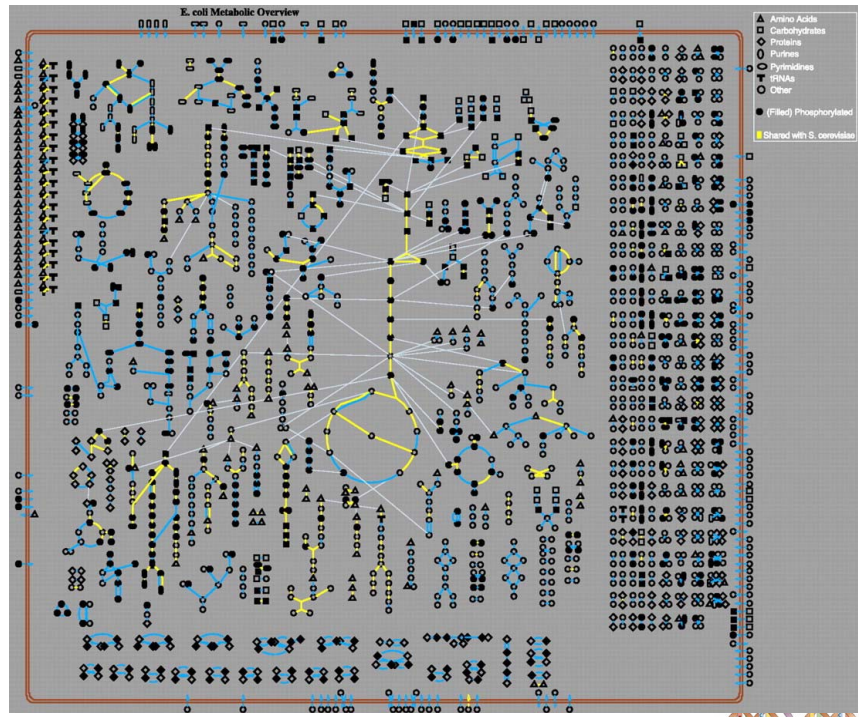 E. coli Metabolic Overview
Amino Acids
Carbohydrates
Proteins
Purines
Pyrimidines
tRNAs
Other
(Filled) Phosphorylated
Shared with S. cerevisiae